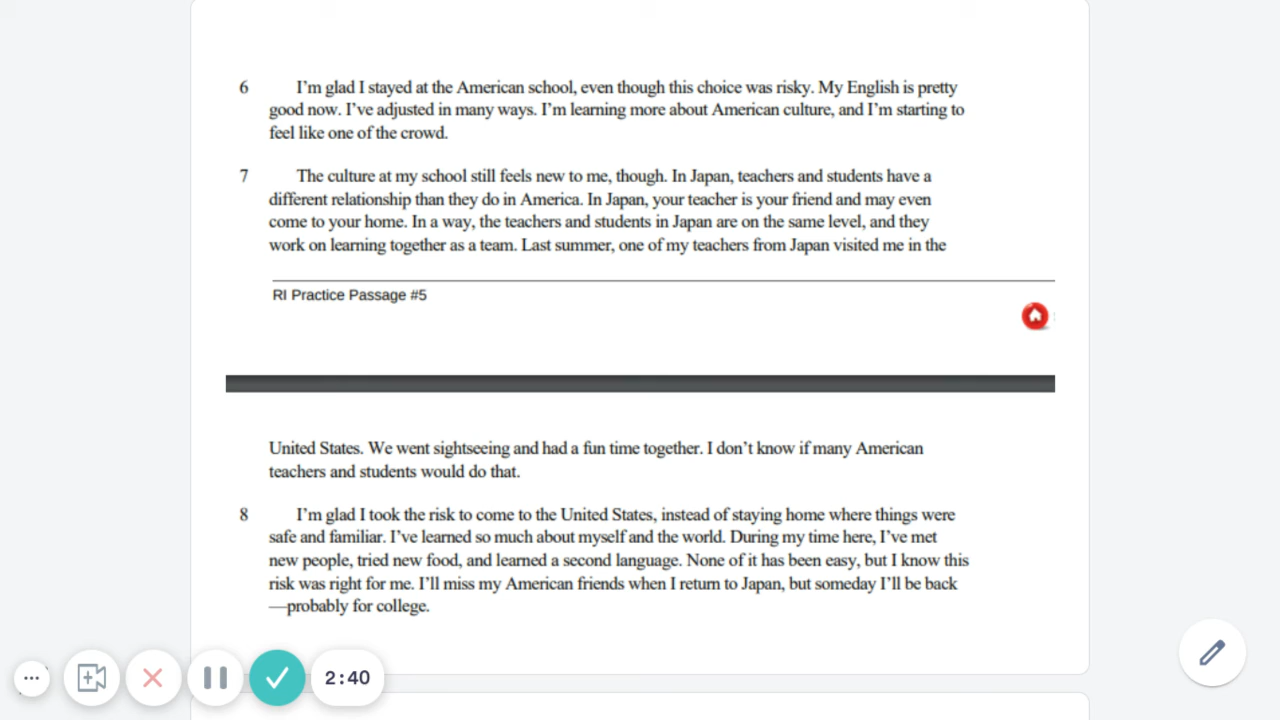 6 I'm glad I stayed at the American school, even though this choice was risky. My English is pretty
good now. I've adjusted in many ways. I'm learning more about American culture, and I'm starting to
feel like one of the crowd.
7 The culture at my school still feels new to me, though. In Japan, teachers and students have a
different relationship than they do in America. In Japan, your teacher is your friend and may even
come to your home. In a way, the teachers and students in Japan are on the same level, and they
work on learning together as a team. Last summer, one of my teachers from Japan visited me in the
RI Practice Passage #5
United States. We went sightseeing and had a fun time together. I don't know if many American
teachers and students would do that.
8 I'm glad I took the risk to come to the United States, instead of staying home where things were
safe and familiar. I've learned so much about myself and the world. During my time here, I've met
new people, tried new food, and learned a second language. None of it has been easy, but I know this
risk was right for me. I'll miss my American friends when I return to Japan, but someday I'll be back
—probably for college.
2:40